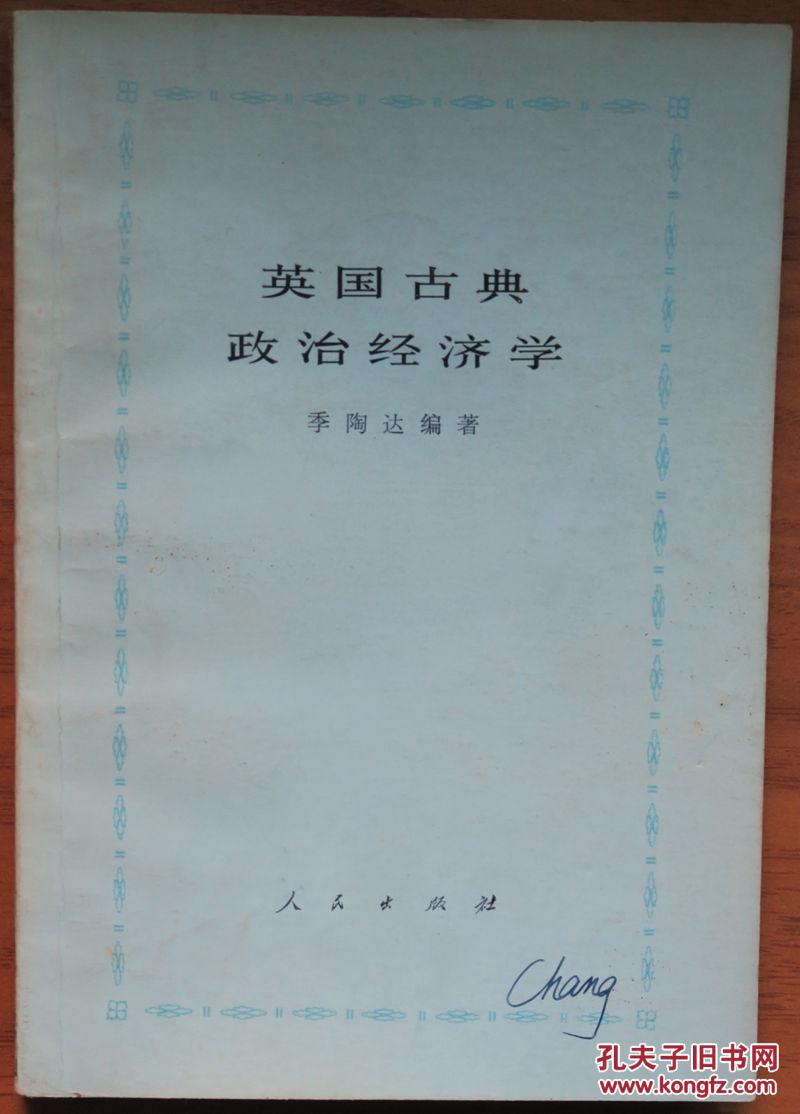 英国古典
政治经济学
季陶达编著
人民出版社
Chang
孔夫子旧书网
www.kongfz.com